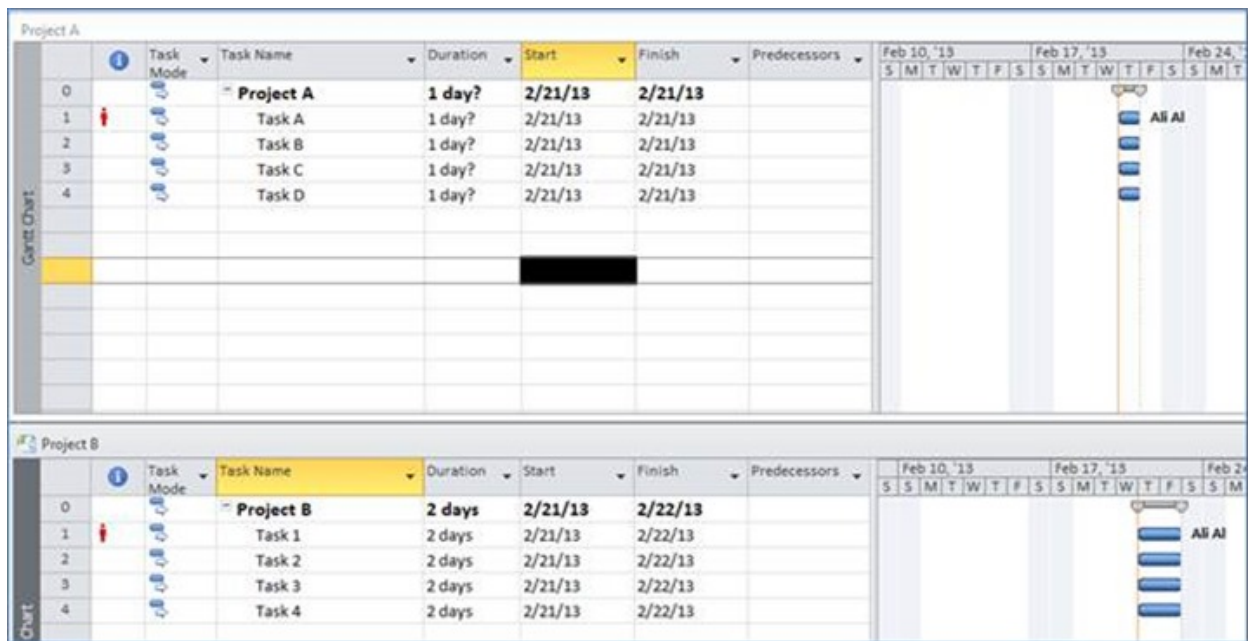 Project A
Task Mode Task Name Duration Start Finish Predecessors Feb 10, '13 Feb 17, '13 Feb 24, '
S M T W T F S S M T W T F S S M T
0 Project A 1 day? 2/21/13 2/21/13
1 Task A 1 day? 2/21/13 2/21/13 Ali Al
2 Task B 1 day? 2/21/13 2/21/13
3 Task C 1 day? 2/21/13 2/21/13
4 Task D 1 day? 2/21/13 2/21/13
Gantt Chart
Project B
Task Mode Task Name Duration Start Finish Predecessors Feb 10, '13 Feb 17, '13 Feb 24
S S M T W T F S S M T W T F S S M
0 Project B 2 days 2/21/13 2/22/13
1 Task 1 2 days 2/21/13 2/22/13 Ali Al
2 Task 2 2 days 2/21/13 2/22/13
3 Task 3 2 days 2/21/13 2/22/13
4 Task 4 2 days 2/21/13 2/22/13
Chart